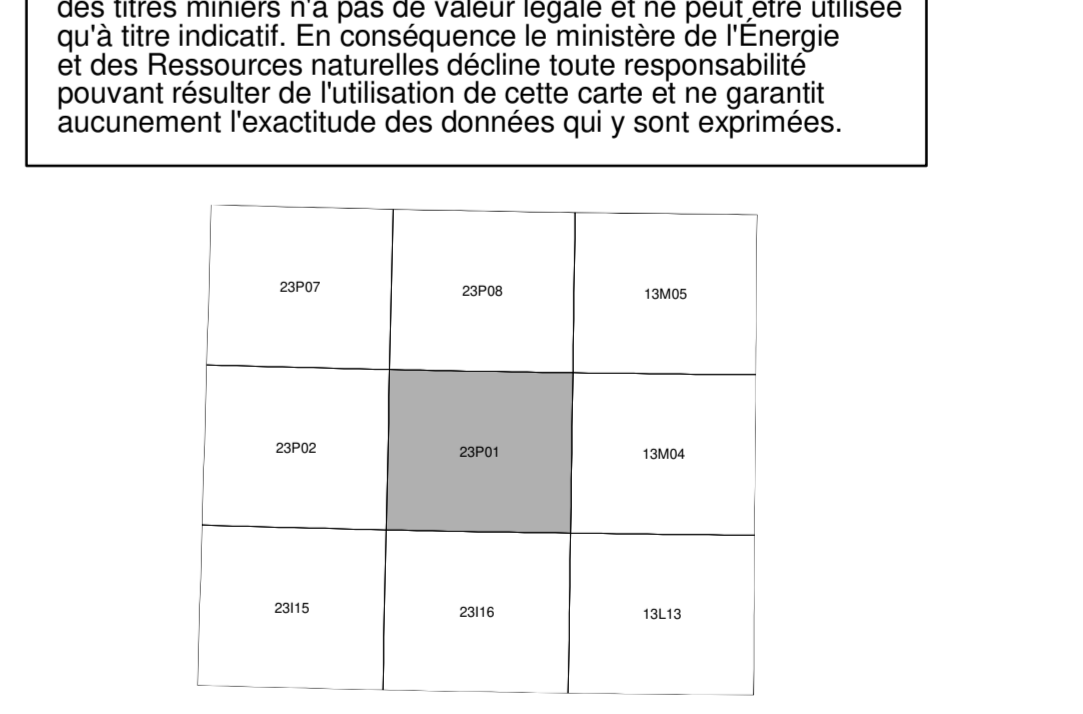 des titres miniers n'a pas de valeur légale et ne peut être utilisée
qu'à titre indicatif. En conséquence le ministère de l'Énergie
et des Ressources naturelles décline toute responsabilité
pouvant résulter de l'utilisation de cette carte et ne garantit
aucunement l'exactitude des données qui y sont exprimées.
23P07 23P08 13M05
23P02 23P01 13M04
23I15 23I16 13L13